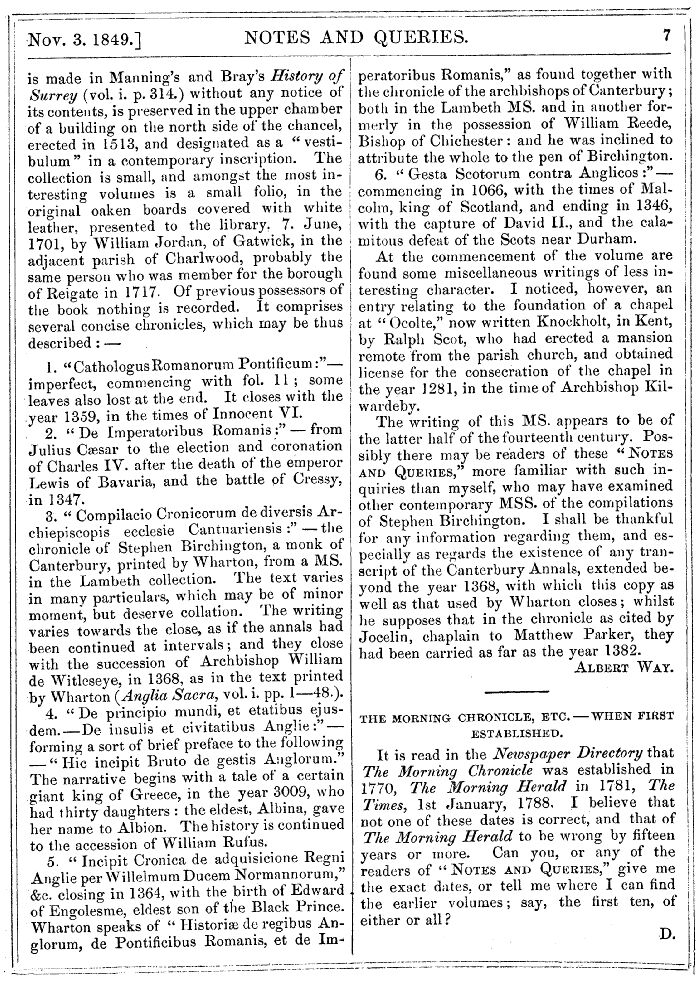 Nov. 3. 1849.] NOTES AND QUERIES. 7
is made in Manning's and Bray's History of
Surrey (vol. i. p. 314.) without any notice of
its contents, is preserved in the upper chamber
of a building on the north side of the chancel,
erected in 1513, and designated as a "vesti-
bulum" in a contemporary inscription. The
collection is small, and amongst the most in-
teresting volumes is a small folio, in the
original oaken boards covered with white
leather, presented to the library, 7. June,
1701, by William Jordan, of Gatwick, in the
adjacent parish of Charlwood, probably the
same person who was member for the borough
of Reigate in 1717. Of previous possessors of
the book nothing is recorded. It comprises
several concise chronicles, which may be thus
described:—
1. "Cathologus Romanorum Pontificum:"—
imperfect, commencing with fol. 11; some
leaves also lost at the end. It closes with the
year 1359, in the times of Innocent VI.
2. "De Imperatoribus Romanis:"—from
Julius Cæsar to the election and coronation
of Charles IV. after the death of the emperor
Lewis of Bavaria, and the battle of Cressy,
in 1347.
3. "Compilacio Cronicorum de diversis Ar-
chiepiscopis ecclesie Cantuariensis:"—the
chronicle of Stephen Birchington, a monk of
Canterbury, printed by Wharton, from a MS.
in the Lambeth collection. The text varies
in many particulars, which may be of minor
moment, but deserve collation. The writing
varies towards the close, as if the annals had
been continued at intervals; and they close
with the succession of Archbishop William
de Witleseye, in 1368, as in the text printed
by Wharton (Anglia Sacra, vol. i. pp. 1—48.).
4. "De principio mundi, et etatibus ejus-
dem.—De insulis et civitatibus Anglie:"—
forming a sort of brief preface to the following
—"Hic incipit Bruto de gestis Anglorum."
The narrative begins with a tale of a certain
giant king of Greece, in the year 3009, who
had thirty daughters: the eldest, Albina, gave
her name to Albion. The history is continued
to the accession of William Rufus.
5. "Incipit Cronica de adquisicione Regni
Anglie per Willelmum Ducem Normannorum,"
&c. closing in 1364, with the birth of Edward
of Engolesme, eldest son of the Black Prince.
Wharton speaks of "Historiæ de regibus An-
glorum, de Pontificibus Romanis, et de Im-
peratoribus Romanis," as found together with
the chronicle of the archbishops of Canterbury;
both in the Lambeth MS. and in another for-
merly in the possession of William Reede,
Bishop of Chichester: and he was inclined to
attribute the whole to the pen of Birchington.
6. "Gesta Scotorum contra Anglicos:"—
commencing in 1066, with the times of Mal-
colm, king of Scotland, and ending in 1346,
with the capture of David II., and the cala-
mitous defeat of the Scots near Durham.
At the commencement of the volume are
found some miscellaneous writings of less in-
teresting character. I noticed, however, an
entry relating to the foundation of a chapel
at "Ocolte," now written Knockholt, in Kent,
by Ralph Scot, who had erected a mansion
remote from the parish church, and obtained
license for the consecration of the chapel in
the year 1281, in the time of Archbishop Kil-
wardeby.
The writing of this MS. appears to be of
the latter half of the fourteenth century. Pos-
sibly there may be readers of these "NOTES
AND QUERIES," more familiar with such in-
quiries than myself, who may have examined
other contemporary MSS. of the compilations
of Stephen Birchington. I shall be thankful
for any information regarding them, and es-
pecially as regards the existence of any tran-
script of the Canterbury Annals, extended be-
yond the year 1368, with which this copy as
well as that used by Wharton closes; whilst
he supposes that in the chronicle as cited by
Jocelin, chaplain to Matthew Parker, they
had been carried as far as the year 1382.
ALBERT WAY.
THE MORNING CHRONICLE, ETC.—WHEN FIRST
ESTABLISHED.
It is read in the Newspaper Directory that
The Morning Chronicle was established in
1770, The Morning Herald in 1781, The
Times, 1st January, 1788. I believe that
not one of these dates is correct, and that of
The Morning Herald to be wrong by fifteen
years or more. Can you, or any of the
readers of "NOTES AND QUERIES," give me
the exact dates, or tell me where I can find
the earlier volumes; say, the first ten, of
either or all?
D.